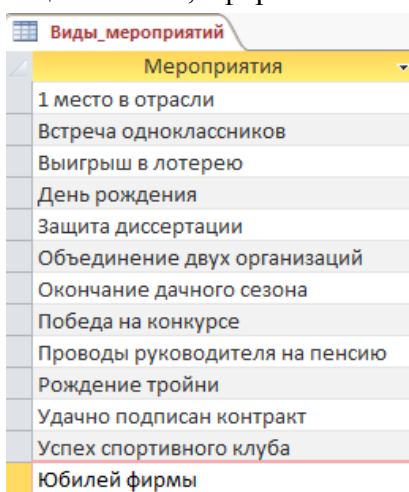 Виды_мероприятий
Мероприятия
1 место в отрасли
Встреча одноклассников
Выигрыш в лотерею
День рождения
Защита диссертации
Объединение двух организаций
Окончание дачного сезона
Победа на конкурсе
Проводы руководителя на пенсию
Рождение тройни
Удачно подписан контракт
Успех спортивного клуба
Юбилей фирмы